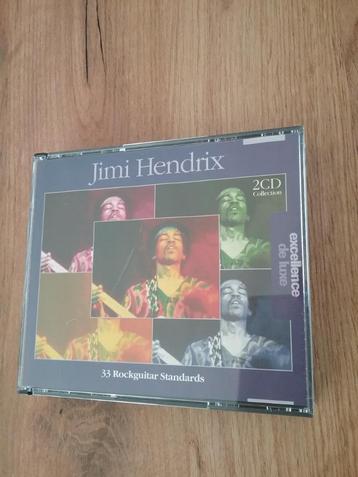 Jimi Hendrix
2CD
Collection
excellence
de luxe
33 Rockguitar Standards